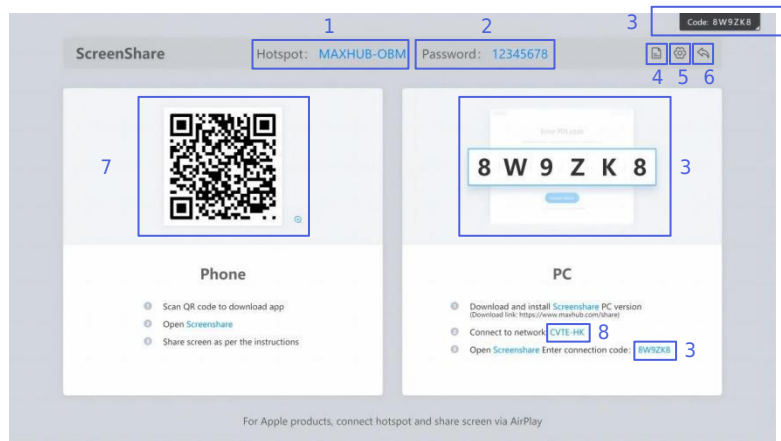 1
2
3
Code: 8W9ZK8
ScreenShare
Hotspot: MAXHUB-OBM
Password: 12345678
4
5
6
7
8 W 9 Z K 8
3
Phone
Scan QR code to download app
Open Screenshare
Share screen as per the instructions
PC
Download and install Screenshare PC version
(Download link: https://www.maxhub.com/share)
Connect to network CVTE-HK
8
Open Screenshare Enter connection code: 8W9ZK8
3
For Apple products, connect hotspot and share screen via AirPlay